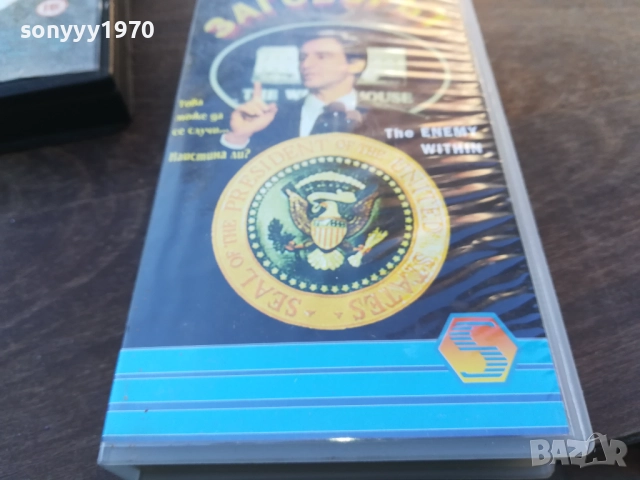 sonyyy1970
THE WHITE HOUSE
Това
може да
се случи...
Наистина ли?
The ENEMY
WITHIN
SEAL OF THE PRESIDENT OF THE UNITED STATES
S
BAZAR